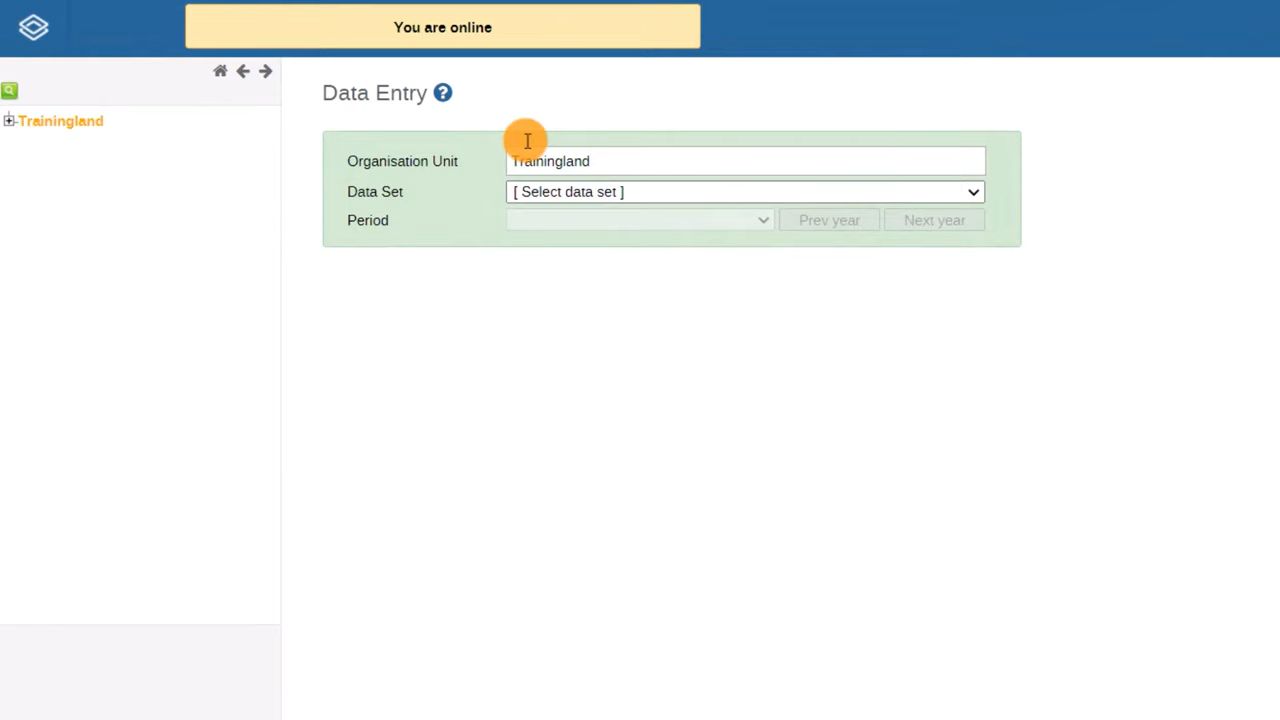 You are online
Trainingland
Data Entry
Organisation Unit Trainingland
Data Set [ Select data set ]
Period Prev year Next year